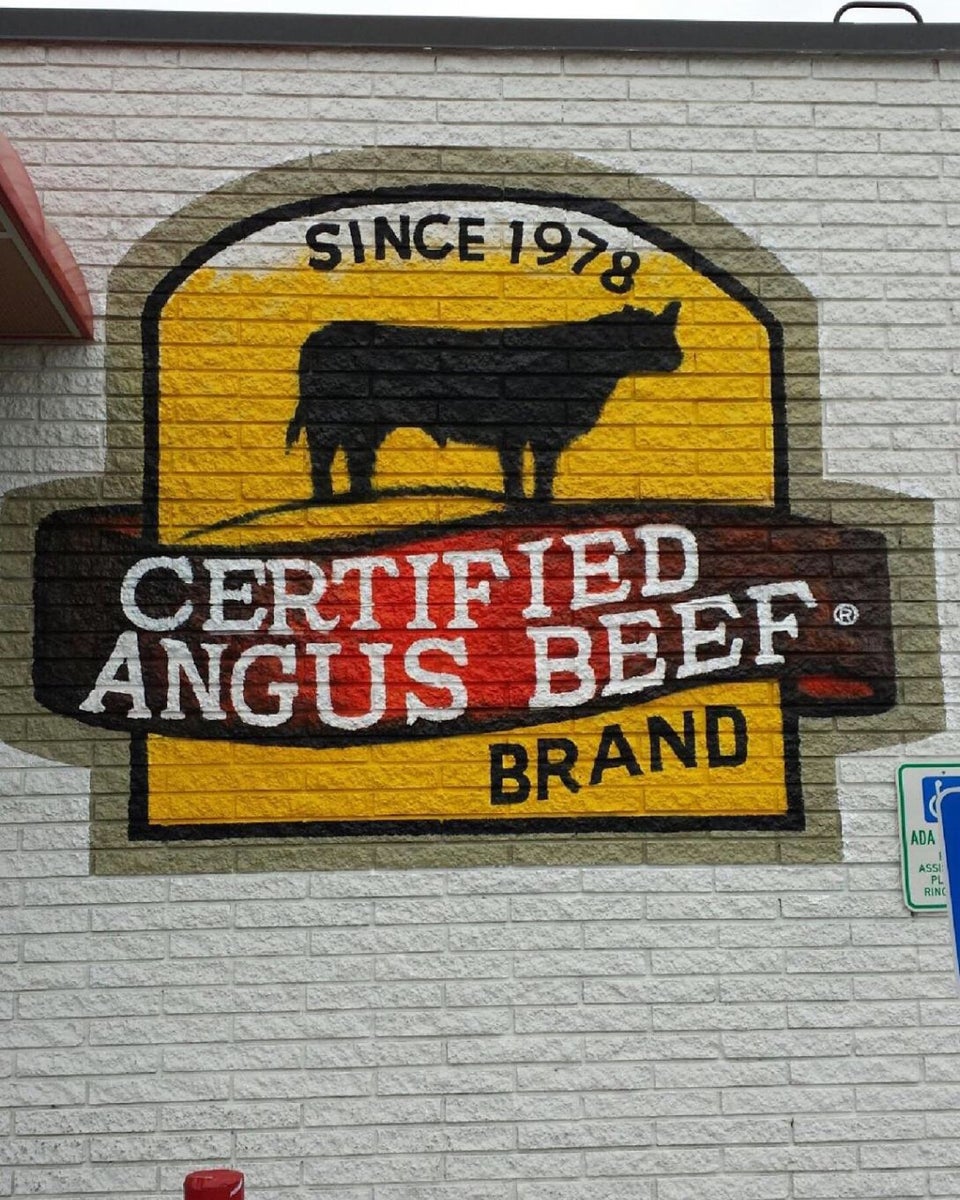 SINCE 1978
CERTIFIED
ANGUS BEEF ®
BRAND
ADA